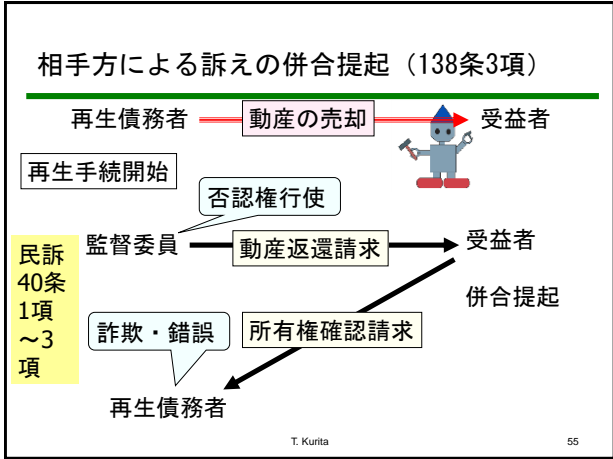 相手方による訴えの併合提起（138条3項）
再生債務者
動産の売却
受益者
再生手続開始
否認権行使
監督委員
動産返還請求
受益者
民訴
40条
1項
～3
項
併合提起
詐欺・錯誤
所有権確認請求
再生債務者
T. Kurita
55